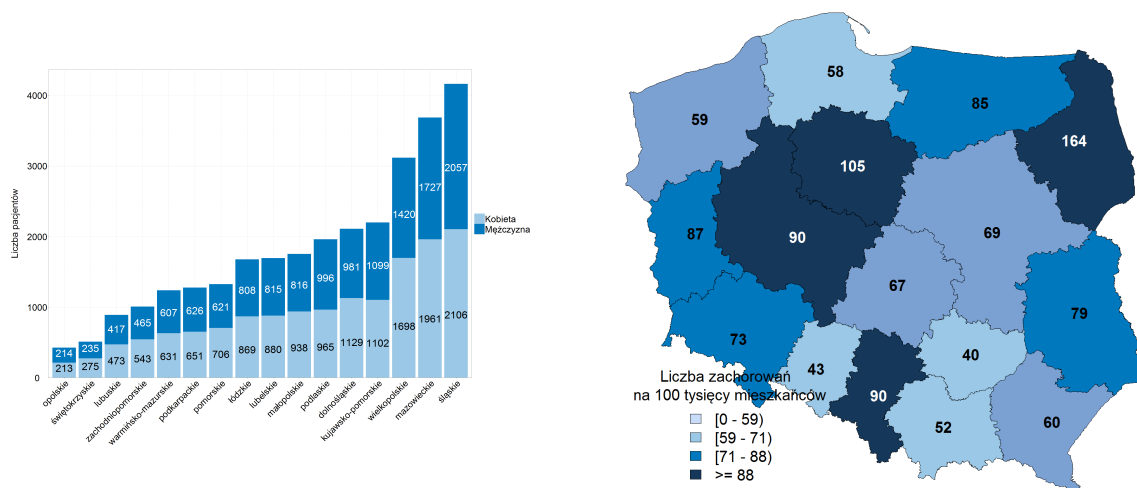 4000
3000
2000
1000
0
Liczba pacjentów
214
213
235
275
417
473
465
543
607
631
626
651
621
706
808
869
815
880
816
938
996
965
981
1129
1099
1102
1420
1698
1727
1961
2057
2106
opolskie
świętokrzyskie
lubuskie
zachodniopomorskie
warmińsko-mazurskie
podkarpackie
pomorskie
łódzkie
lubelskie
małopolskie
podlaskie
dolnośląskie
kujawsko-pomorskie
wielkopolskie
mazowieckie
śląskie
Kobieta
Mężczyzna
58
59
85
164
105
87
90
69
67
79
73
43
40
90
52
60
Liczba zachorowań
na 100 tysięcy mieszkańców
[0 - 59)
[59 - 71)
[71 - 88)
>= 88